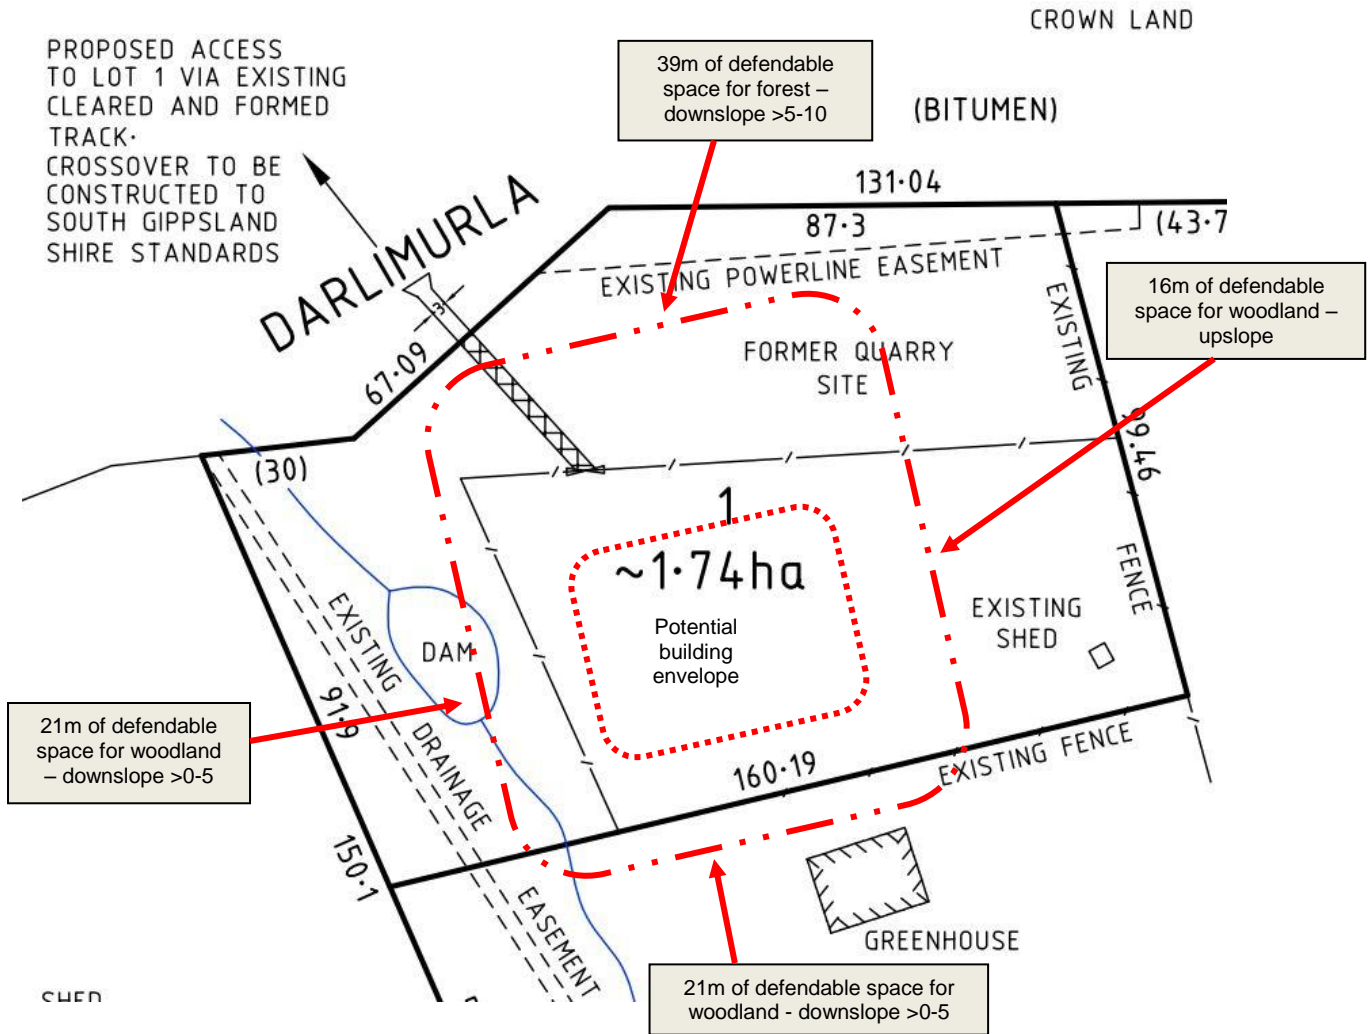 CROWN LAND
PROPOSED ACCESS
TO LOT 1 VIA EXISTING
CLEARED AND FORMED
TRACK.
CROSSOVER TO BE
CONSTRUCTED TO
SOUTH GIPPSLAND
SHIRE STANDARDS
39m of defendable
space for forest –
downslope >5-10
(BITUMEN)
DARLIMURLA
131·04
87·3
(43·7
EXISTING POWERLINE EASEMENT
16m of defendable
space for woodland –
upslope
3
67·09
FORMER QUARRY
SITE
EXISTING
99·46
FENCE
(30)
1
~1·74ha
Potential
building
envelope
EXISTING
SHED
DAM
EXISTING
DRAINAGE
EASEMENT
91·9
150·1
21m of defendable
space for woodland
– downslope >0-5
160·19
EXISTING FENCE
GREENHOUSE
21m of defendable space for
woodland - downslope >0-5